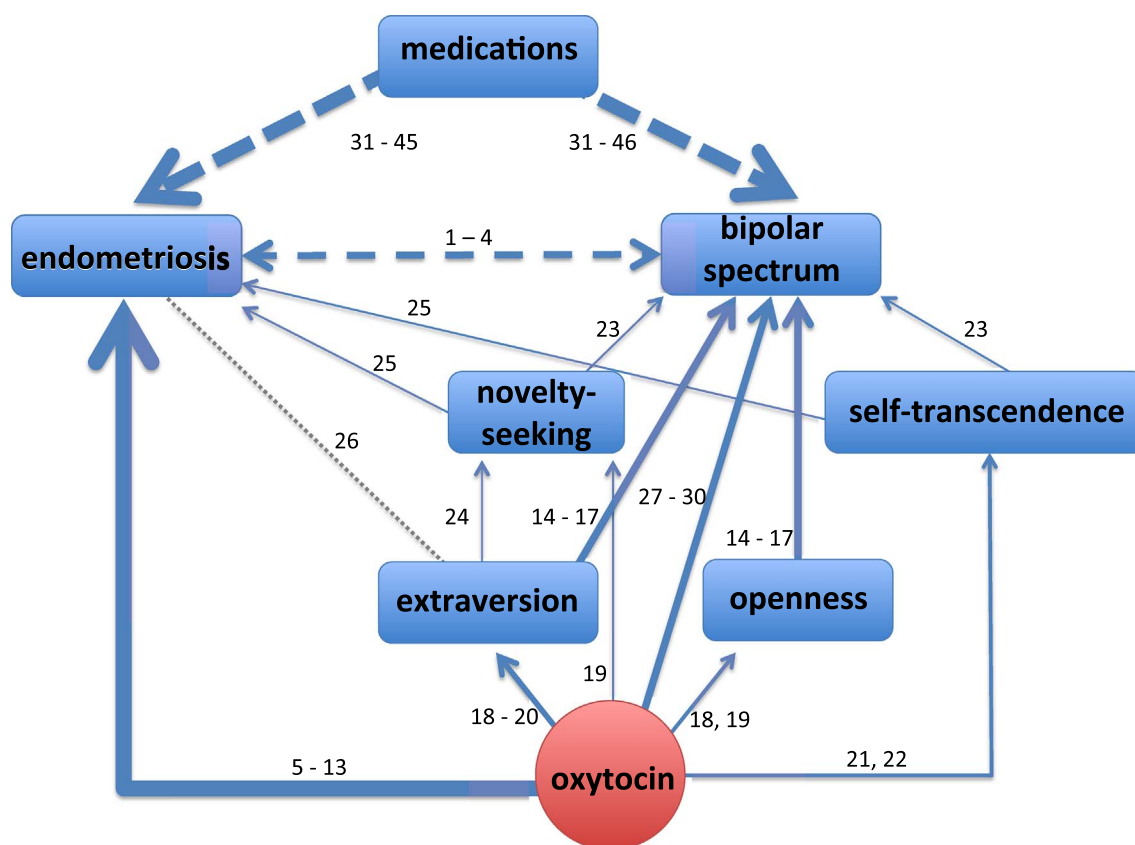 medications
31 - 45
31 - 46
endometriosis
1 – 4
bipolar
spectrum
25
23
23
25
novelty-
seeking
self-transcendence
26
24
14 - 17
27 - 30
14 - 17
extraversion
openness
19
18 - 20
18, 19
5 - 13
oxytocin
21, 22